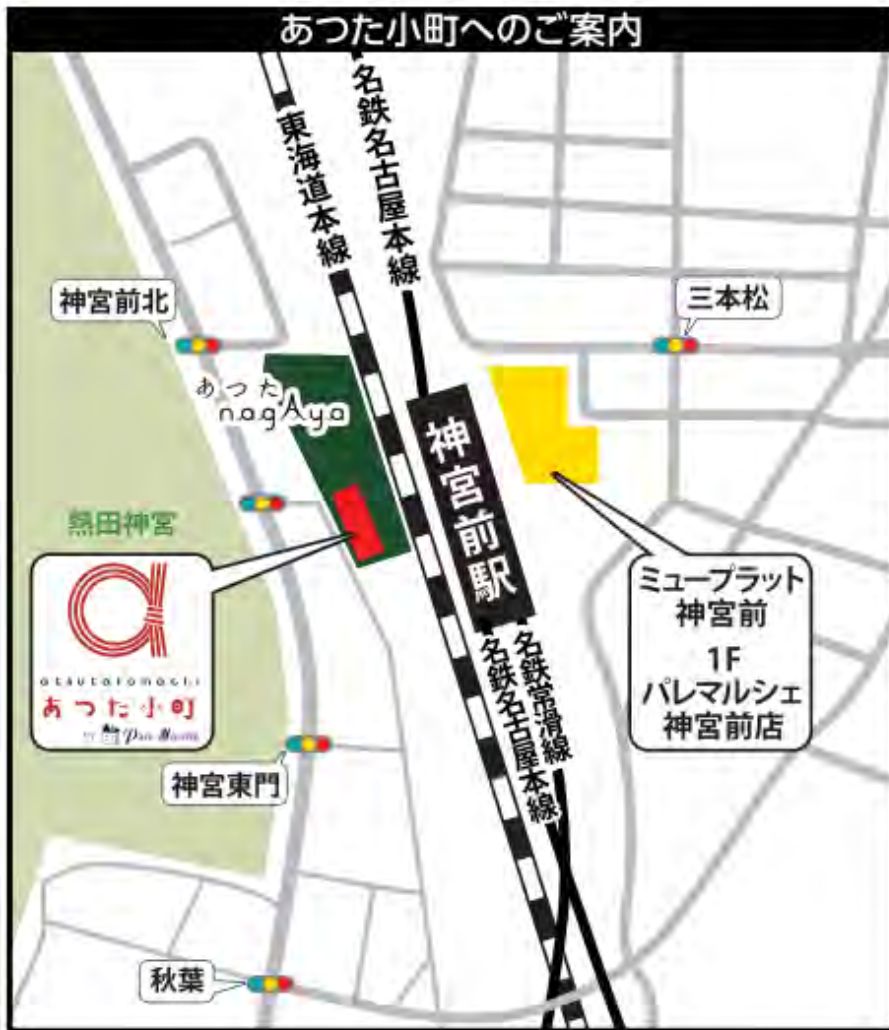 あつた小町へのご案内
東海道本線
名鉄名古屋本線
神宮前北
三本松
あつた
nagAya
神宮前駅
熱田神宮
atsutacomachi
あつた小町
ミュープラット
神宮前
1F
パレマルシェ
神宮前店
名鉄常滑線
名鉄名古屋本線
神宮東門
秋葉